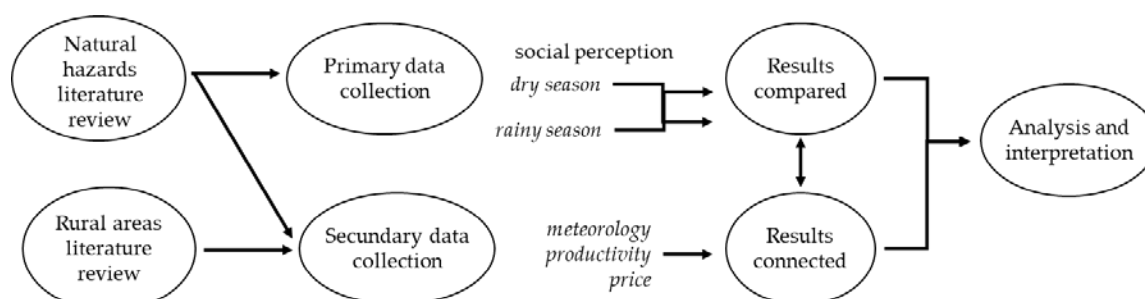 Natural
hazards
literature
review
Primary data
collection
social perception
dry season
rainy season
Results
compared
Analysis and
interpretation
Rural areas
literature
review
Secundary data
collection
meteorology
productivity
price
Results
connected